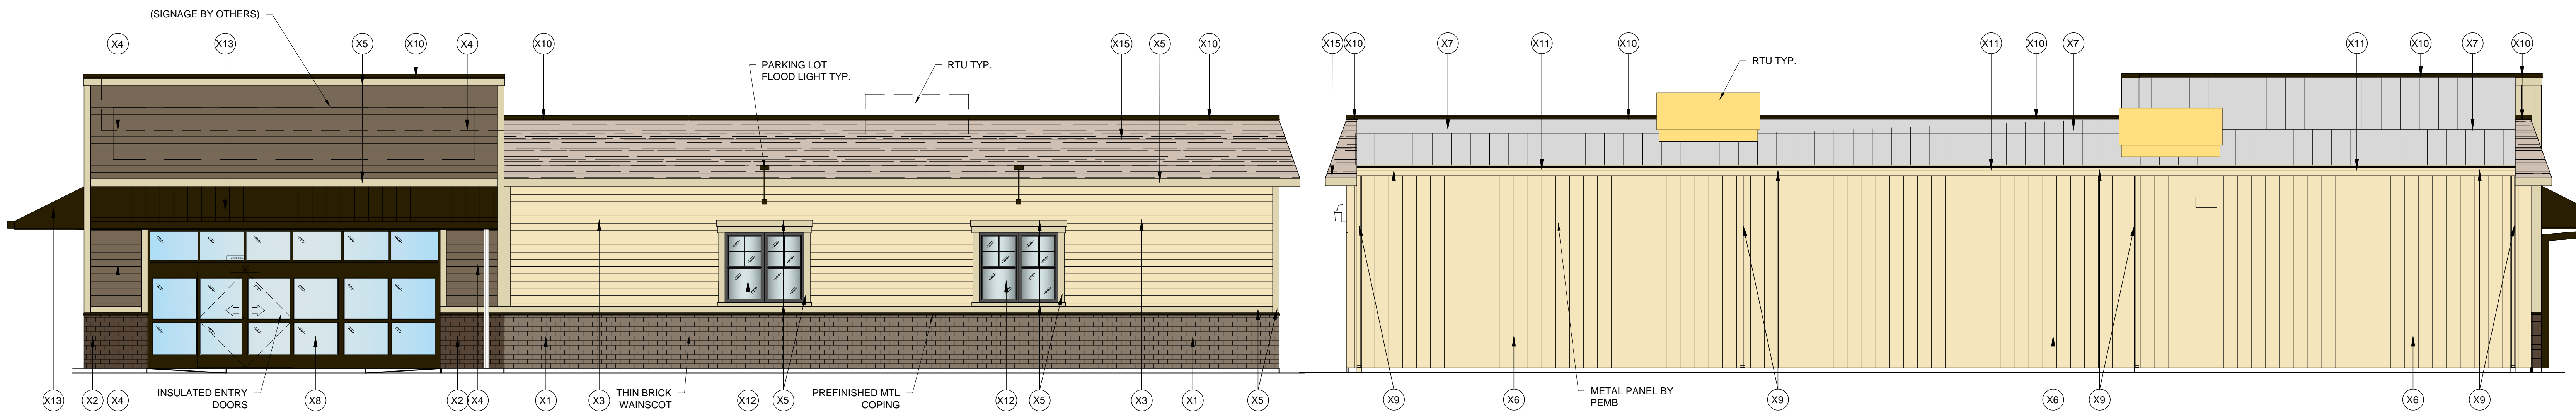 (SIGNAGE BY OTHERS)
X4
X13
X5
X10
X4
X10
X15
X5
X10
X15
X10
X7
X11
X10
X11
X10
X7
X11
X10
X7
X10
PARKING LOT
FLOOD LIGHT TYP.
RTU TYP.
RTU TYP.
X13
X2
X4
INSULATED ENTRY
DOORS
X8
X2
X4
X1
X3
THIN BRICK
WAINSCOT
X12
X5
PREFINISHED MTL
COPING
X12
X5
X3
X1
X5
X9
X6
METAL PANEL BY
PEMB
X9
X6
X9
X6
X9